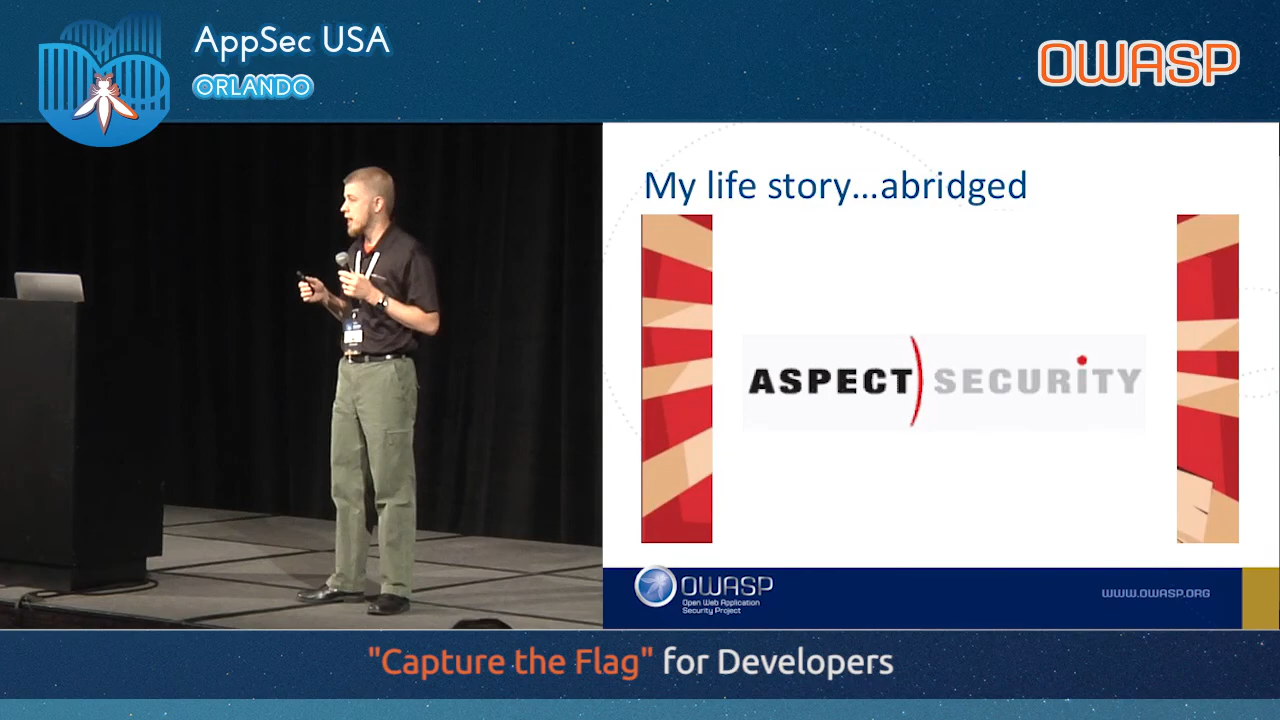 AppSec USA
ORLANDO
OWASP
My life story...abridged
ASPECT SECURITY
OWASP
Open Web Application
Security Project
WWW.OWASP.ORG
"Capture the Flag" for Developers